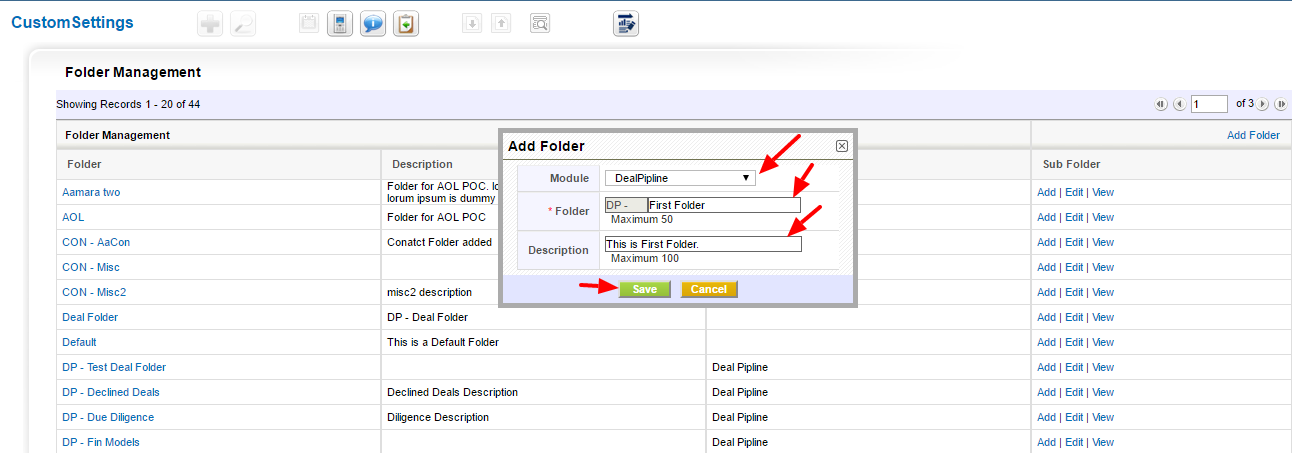 CustomSettings
Folder Management
Showing Records 1 - 20 of 44
1 of 3
Folder Management
Add Folder
Folder Description Sub Folder
Aamara two Folder for AOL POC. lo Add | Edit | View
lorum ipsum is dummy
AOL Folder for AOL POC Add | Edit | View
CON - AaCon Conatct Folder added Add | Edit | View
CON - Misc Add | Edit | View
CON - Misc2 misc2 description Add | Edit | View
Deal Folder DP - Deal Folder Add | Edit | View
Default This is a Default Folder Add | Edit | View
DP - Test Deal Folder Deal Pipline Add | Edit | View
DP - Declined Deals Declined Deals Description Deal Pipline Add | Edit | View
DP - Due Diligence Diligence Description Deal Pipline Add | Edit | View
DP - Fin Models Deal Pipline Add | Edit | View
Add Folder
Module DealPipline
* Folder DP - First Folder
Maximum 50
Description This is First Folder.
Maximum 100
Save Cancel